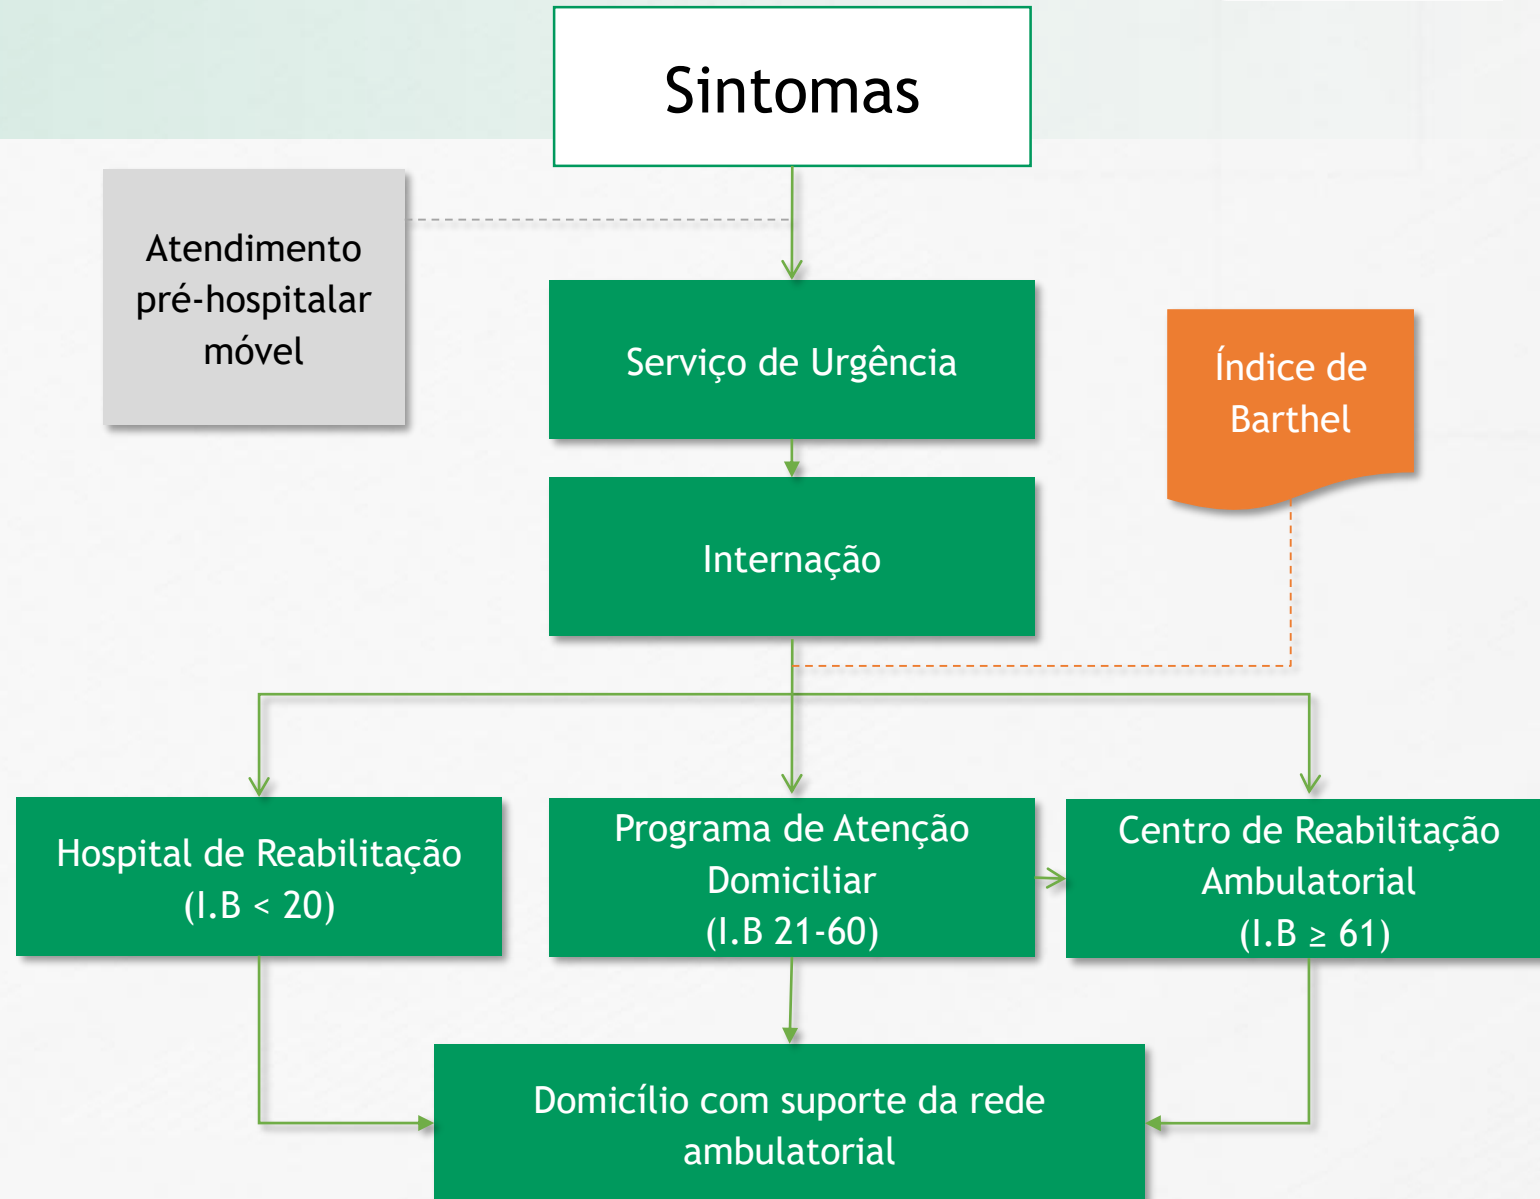 Sintomas
Atendimento
pré-hospitalar
móvel
Serviço de Urgência
Índice de
Barthel
Internação
Hospital de Reabilitação
(I.B < 20)
Programa de Atenção
Domiciliar
(I.B 21-60)
Centro de Reabilitação
Ambulatorial
(I.B ≥ 61)
Domicílio com suporte da rede
ambulatorial